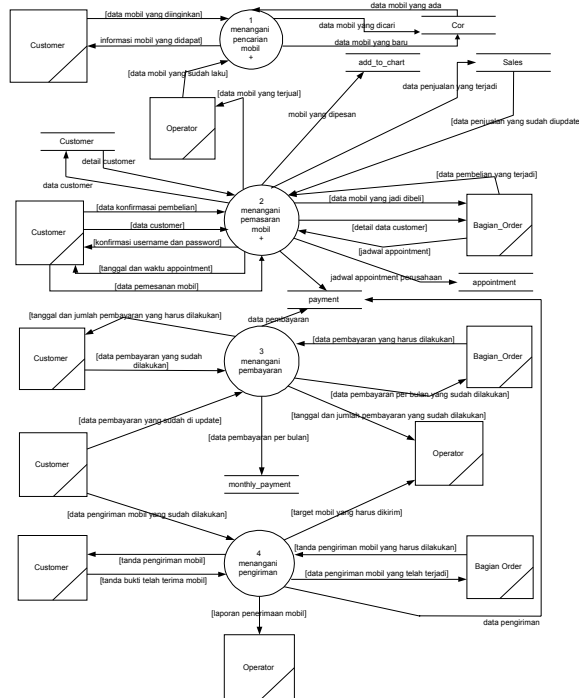 data mobil yang ada
[data mobil yang diinginkan]
1
menangani
pencarian
mobil
+
data mobil yang dicari
Cor
Customer
informasi mobil yang didapat]
data mobil yang baru
[data mobil yang sudah laku]
add_to_chart
Sales
data penjualan yang terjadi
[data mobil yang terjual]
Operator
mobil yang dipesan
[data penjualan yang sudah diupdate]
Customer
detail customer
data customer
[data pembelian yang terjadi]
2
menangani
pemasaran
mobil
+
[data konfirmasai pembelian]
[data mobil yang jadi dibeli]
Customer
[data customer]
[detail data customer]
Bagian_Order
[konfirmasi username dan password]
[jadwal appointment]
[tanggal dan waktu appointment]
jadwal appointment perusahaan
appointment
[data pemesanan mobil]
payment
[tanggal dan jumlah pembayaran yang harus dilakukan]
data pembayaran
3
menangani
pembayaran
[data pembayaran yang harus dilakukan]
Customer
[data pembayaran yang sudah
dilakukan]
Bagian_Order
[data pembayaran per bulan yang sudah dilakukan]
[tanggal dan jumlah pembayaran yang sudah dilakukan]
[data pembayaran yang sudah di update]
[data pembayaran per bulan]
Operator
Customer
monthly_payment
[data pengiriman mobil yang sudah dilakukan]
[target mobil yang harus dikirim]
4
menangani
pengiriman
[tanda pengiriman mobil yang harus dilakukan]
Customer
[tanda pengiriman mobil]
Bagian Order
[tanda bukti telah terima mobil]
[data pengiriman mobil yang telah terjadi]
[laporan penerimaan mobil]
data pengiriman
Operator